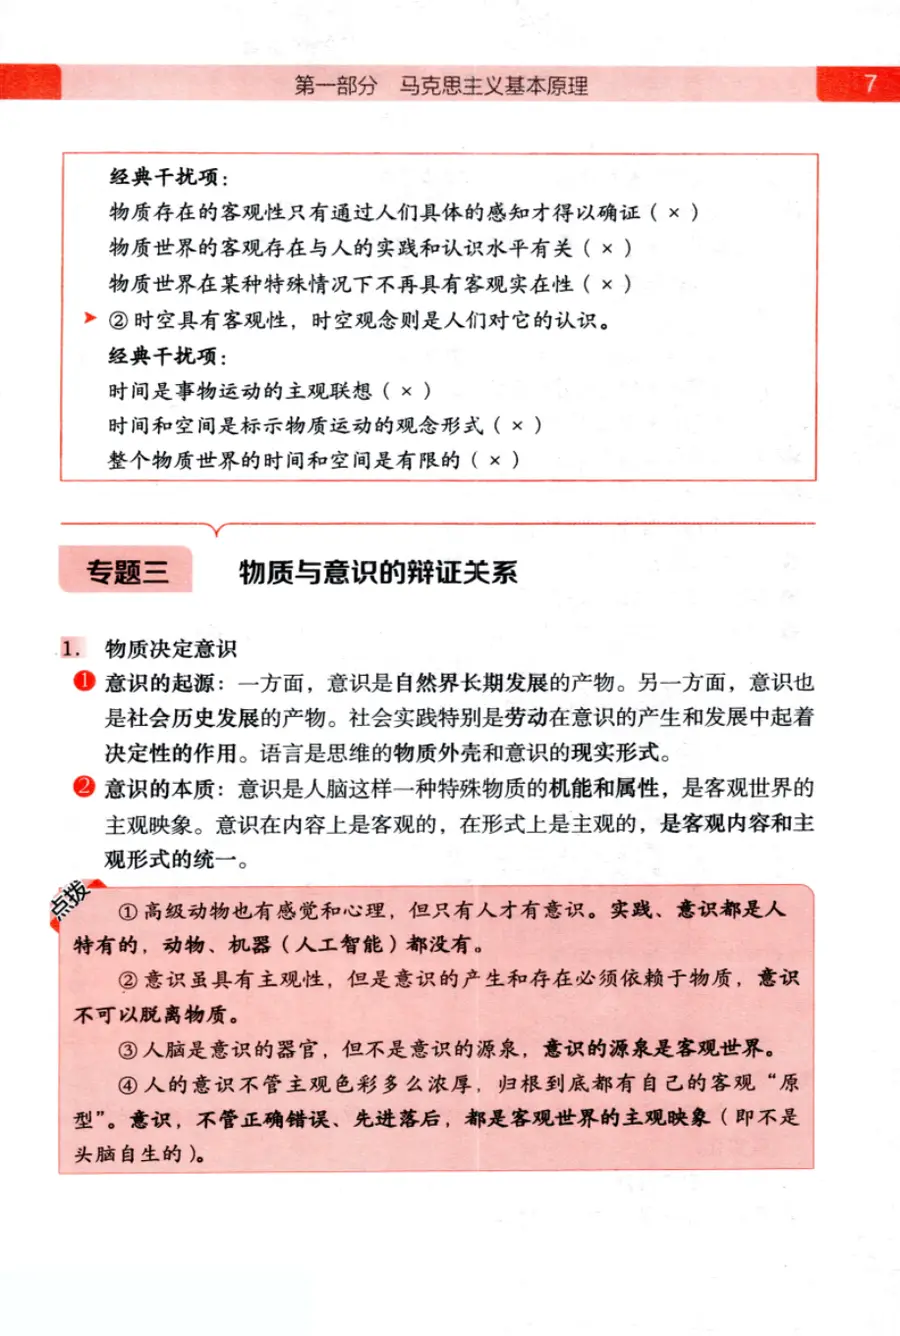 第一部分 马克思主义基本原理 7
经典干扰项：
物质存在的客观性只有通过人们具体的感知才得以确证（×）
物质世界的客观存在与人的实践和认识水平有关（×）
物质世界在某种特殊情况下不再具有客观实在性（×）
➤ ②时空具有客观性，时空观念则是人们对它的认识。
经典干扰项：
时间是事物运动的主观联想（×）
时间和空间是标示物质运动的观念形式（×）
整个物质世界的时间和空间是有限的（×）
专题三 物质与意识的辩证关系
1. 物质决定意识
❶ 意识的起源：一方面，意识是自然界长期发展的产物。另一方面，意识也
是社会历史发展的产物。社会实践特别是劳动在意识的产生和发展中起着
决定性的作用。语言是思维的物质外壳和意识的现实形式。
❷ 意识的本质：意识是人脑这样一种特殊物质的机能和属性，是客观世界的
主观映象。意识在内容上是客观的，在形式上是主观的，是客观内容和主
观形式的统一。
点拨
①高级动物也有感觉和心理，但只有人才有意识。实践、意识都是人
特有的，动物、机器（人工智能）都没有。
②意识虽具有主观性，但是意识的产生和存在必须依赖于物质，意识
不可以脱离物质。
③人脑是意识的器官，但不是意识的源泉，意识的源泉是客观世界。
④人的意识不管主观色彩多么浓厚，归根到底都有自己的客观“原
型”。意识，不管正确错误、先进落后，都是客观世界的主观映象（即不是
头脑自生的）。